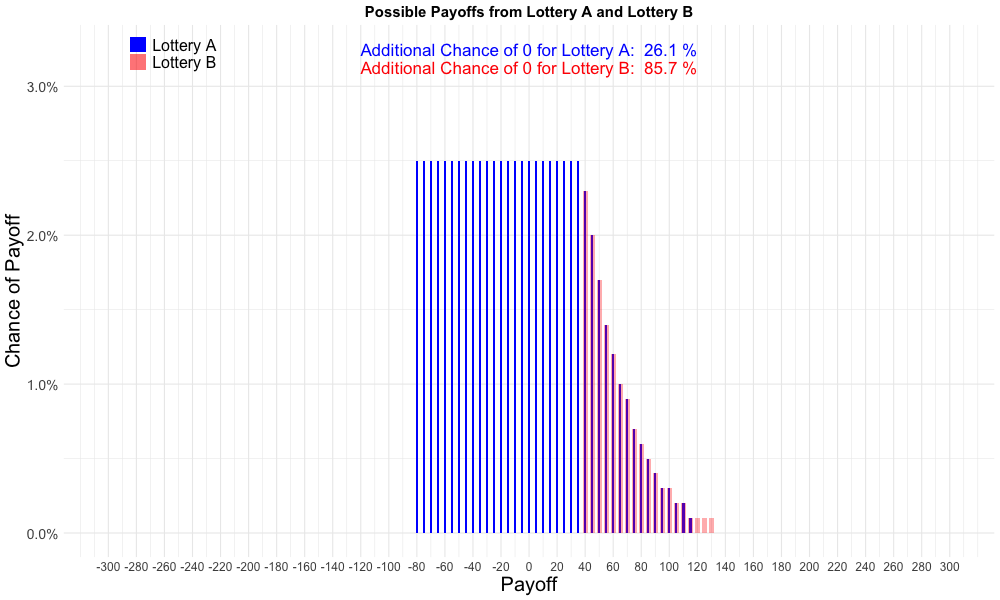 Possible Payoffs from Lottery A and Lottery B
Lottery A
Lottery B
Additional Chance of 0 for Lottery A:  26.1 %
Additional Chance of 0 for Lottery B:  85.7 %
Chance of Payoff
3.0%
2.0%
1.0%
0.0%
-300 -280 -260 -240 -220 -200 -180 -160 -140 -120 -100 -80 -60 -40 -20 0 20 40 60 80 100 120 140 160 180 200 220 240 260 280 300
Payoff